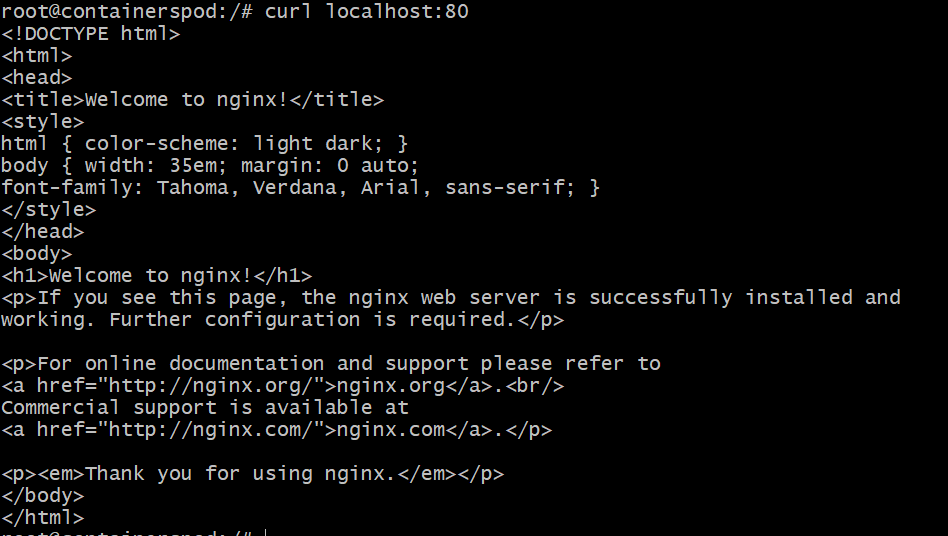 root@containerspod:/# curl localhost:80
<!DOCTYPE html>
<html>
<head>
<title>Welcome to nginx!</title>
<style>
html { color-scheme: light dark; }
body { width: 35em; margin: 0 auto;
font-family: Tahoma, Verdana, Arial, sans-serif; }
</style>
</head>
<body>
<h1>Welcome to nginx!</h1>
<p>If you see this page, the nginx web server is successfully installed and
working. Further configuration is required.</p>

<p>For online documentation and support please refer to
<a href="http://nginx.org/">nginx.org</a>.<br/>
Commercial support is available at
<a href="http://nginx.com/">nginx.com</a>.</p>

<p><em>Thank you for using nginx.</em></p>
</body>
</html>
root@containerspod:/#